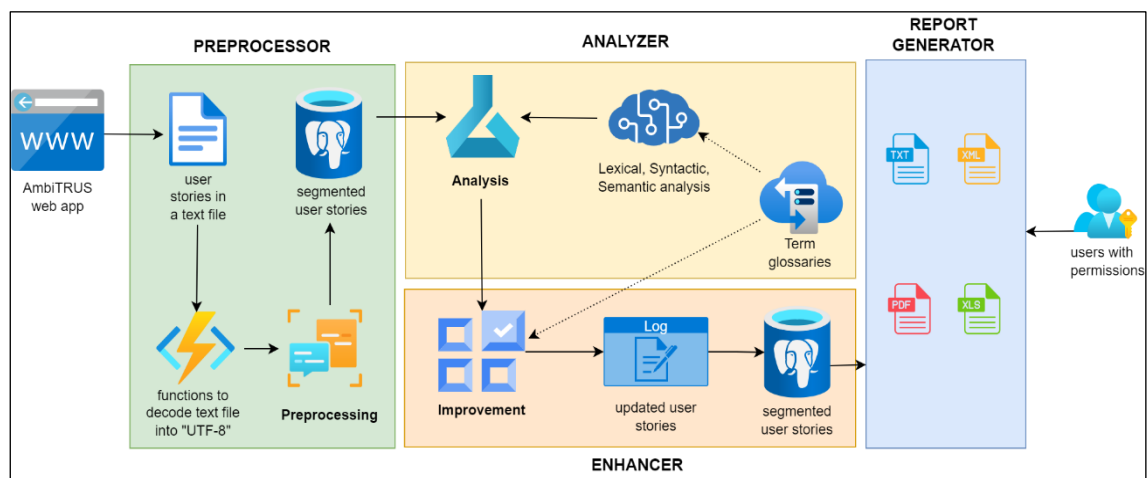 PREPROCESSOR
ANALYZER
REPORT
GENERATOR
WWW
AmbiTRUS
web app
user
stories in
a text file
segmented
user stories
functions to
decode text file
into "UTF-8"
Preprocessing
Analysis
Lexical, Syntactic,
Semantic analysis
Term
glossaries
Improvement
Log
updated user
stories
segmented
user stories
ENHANCER
TXT
XML
PDF
XLS
users with
permissions